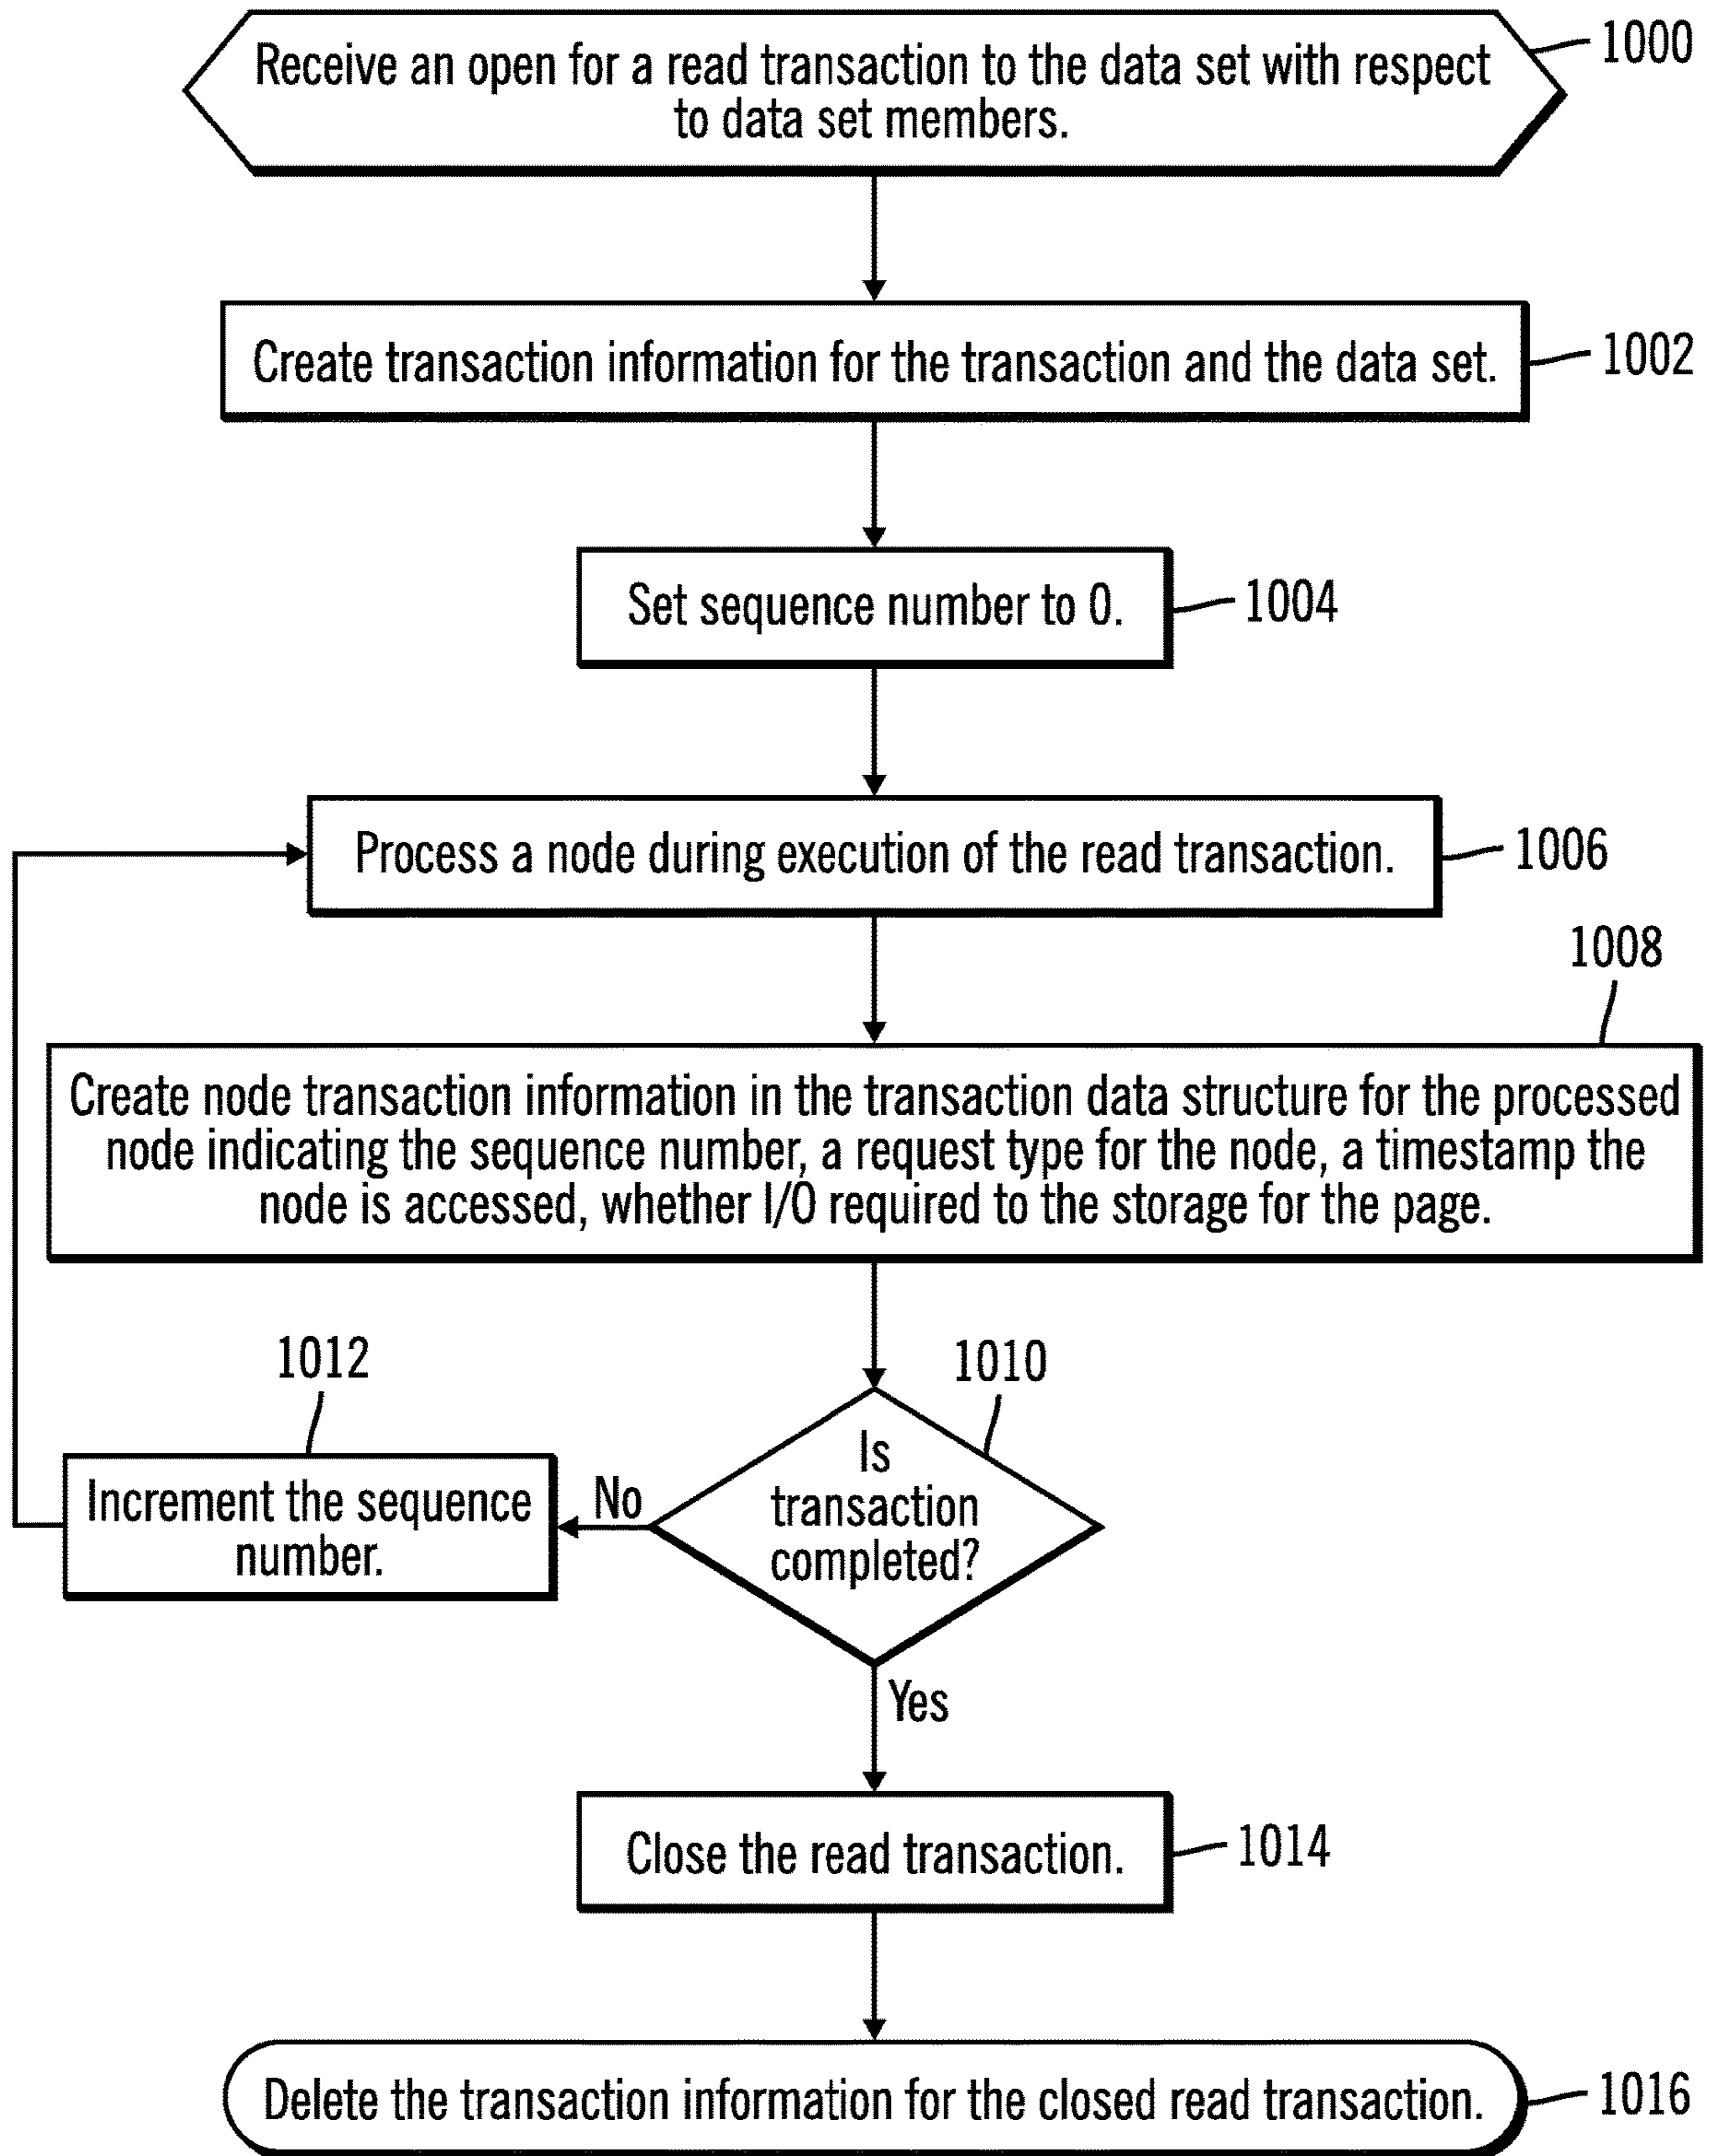 Receive an open for a read transaction to the data set with respect
to data set members.
1000
Create transaction information for the transaction and the data set.
1002
Set sequence number to 0.
1004
Process a node during execution of the read transaction.
1006
1008
Create node transaction information in the transaction data structure for the processed
node indicating the sequence number, a request type for the node, a timestamp the
node is accessed, whether I/O required to the storage for the page.
1010
Is
transaction
completed?
No
1012
Increment the sequence
number.
Yes
Close the read transaction.
1014
Delete the transaction information for the closed read transaction.
1016